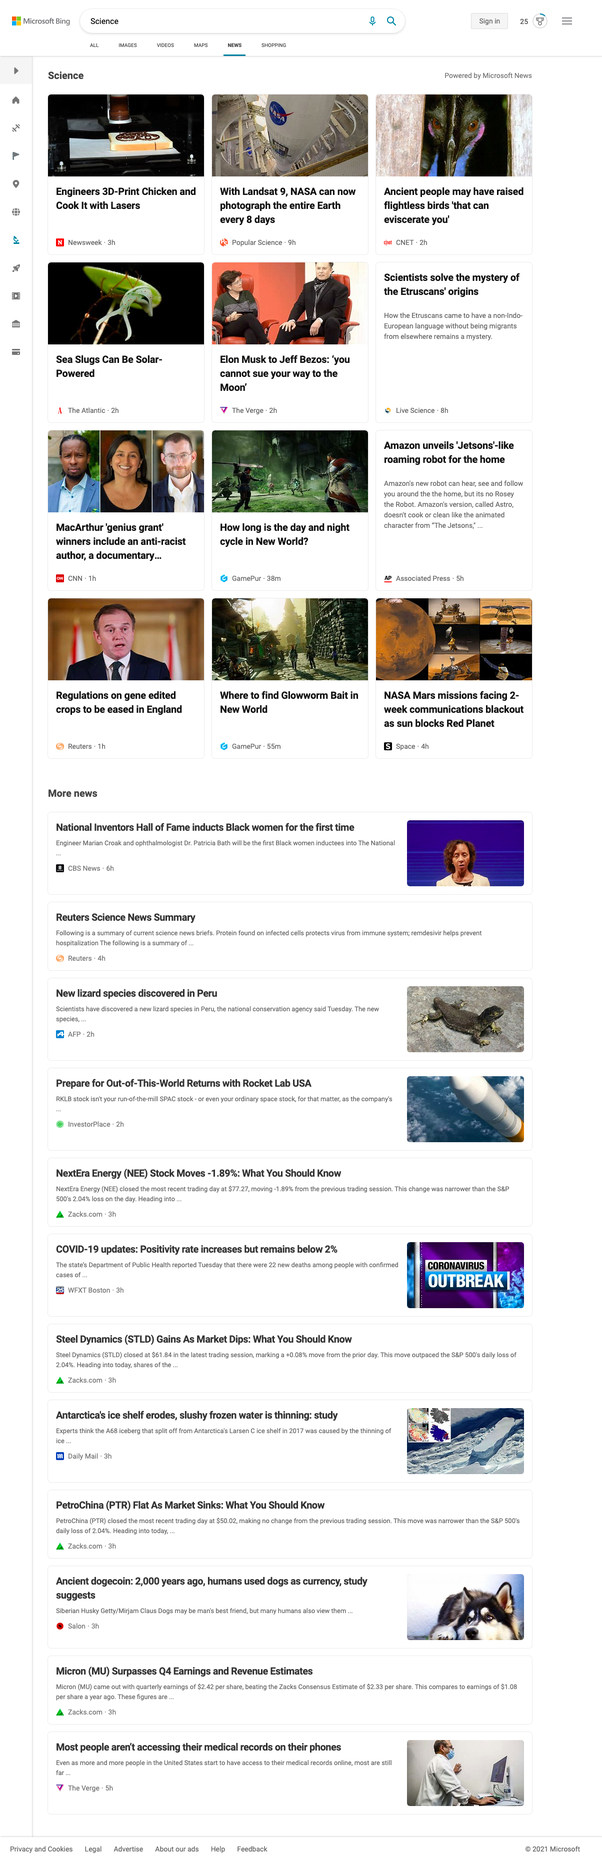 Microsoft Bing
Science
Sign in
25
ALL
IMAGES
VIDEOS
MAPS
NEWS
SHOPPING
Science
Powered by Microsoft News
Engineers 3D-Print Chicken and
Cook It with Lasers
Newsweek · 3h
With Landsat 9, NASA can now
photograph the entire Earth
every 8 days
Popular Science · 9h
Ancient people may have raised
flightless birds 'that can
eviscerate you'
CNET · 2h
Sea Slugs Can Be Solar-
Powered
The Atlantic · 2h
Elon Musk to Jeff Bezos: 'you
cannot sue your way to the
Moon'
The Verge · 2h
Scientists solve the mystery of
the Etruscans' origins
How the Etruscans came to have a non-Indo-
European language without being migrants
from elsewhere remains a mystery.
Live Science · 8h
MacArthur 'genius grant'
winners include an anti-racist
author, a documentary…
CNN · 1h
How long is the day and night
cycle in New World?
GamePur · 38m
Amazon unveils 'Jetsons'-like
roaming robot for the home
Amazon's new robot can hear, see and follow
you around the the home, but its no Rosey
the Robot. Amazon's version, called Astro,
doesn't cook or clean like the animated
character from "The Jetsons," ...
Associated Press · 5h
Regulations on gene edited
crops to be eased in England
Reuters · 1h
Where to find Glowworm Bait in
New World
GamePur · 55m
NASA Mars missions facing 2-
week communications blackout
as sun blocks Red Planet
Space · 4h
More news
National Inventors Hall of Fame inducts Black women for the first time
Engineer Marian Croak and ophthalmologist Dr. Patricia Bath will be the first Black women inductees into The National
...
CBS News · 6h
Reuters Science News Summary
Following is a summary of current science news briefs. Protein found on infected cells protects virus from immune system; remdesivir helps prevent
hospitalization The following is a summary of ...
Reuters · 4h
New lizard species discovered in Peru
Scientists have discovered a new lizard species in Peru, the national conservation agency said Tuesday. The new
species, ...
AFP · 2h
Prepare for Out-of-This-World Returns with Rocket Lab USA
RKLB stock isn't your run-of-the-mill SPAC stock - or even your ordinary space stock, for that matter, as the company's
...
InvestorPlace · 2h
NextEra Energy (NEE) Stock Moves -1.89%: What You Should Know
NextEra Energy (NEE) closed the most recent trading day at $77.27, moving -1.89% from the previous trading session. This change was narrower than the S&P
500's 2.04% loss on the day. Heading into ...
Zacks.com · 3h
COVID-19 updates: Positivity rate increases but remains below 2%
The state's Department of Public Health reported Tuesday that there were 22 new deaths among people with confirmed
cases of ...
WFXT Boston · 3h
CORONAVIRUS
OUTBREAK
Steel Dynamics (STLD) Gains As Market Dips: What You Should Know
Steel Dynamics (STLD) closed at $61.84 in the latest trading session, marking a +0.08% move from the prior day. This move outpaced the S&P 500's daily loss of
2.04%. Heading into today, shares of the ...
Zacks.com · 3h
Antarctica's ice shelf erodes, slushy frozen water is thinning: study
Experts think the A68 iceberg that split off from Antarctica's Larsen C ice shelf in 2017 was caused by the thinning of
ice ...
Daily Mail · 3h
PetroChina (PTR) Flat As Market Sinks: What You Should Know
PetroChina (PTR) closed the most recent trading day at $50.02, making no change from the previous trading session. This move was narrower than the S&P 500's
daily loss of 2.04%. Heading into today, ...
Zacks.com · 3h
Ancient dogecoin: 2,000 years ago, humans used dogs as currency, study
suggests
Siberian Husky Getty/Mirjam Claus Dogs may be man's best friend, but many humans also view them ...
Salon · 3h
Micron (MU) Surpasses Q4 Earnings and Revenue Estimates
Micron (MU) came out with quarterly earnings of $2.42 per share, beating the Zacks Consensus Estimate of $2.33 per share. This compares to earnings of $1.08
per share a year ago. These figures are ...
Zacks.com · 3h
Most people aren't accessing their medical records on their phones
Even as more and more people in the United States start to have access to their medical records online, most are still
far ...
The Verge · 5h
Privacy and Cookies
Legal
Advertise
About our ads
Help
Feedback
© 2021 Microsoft